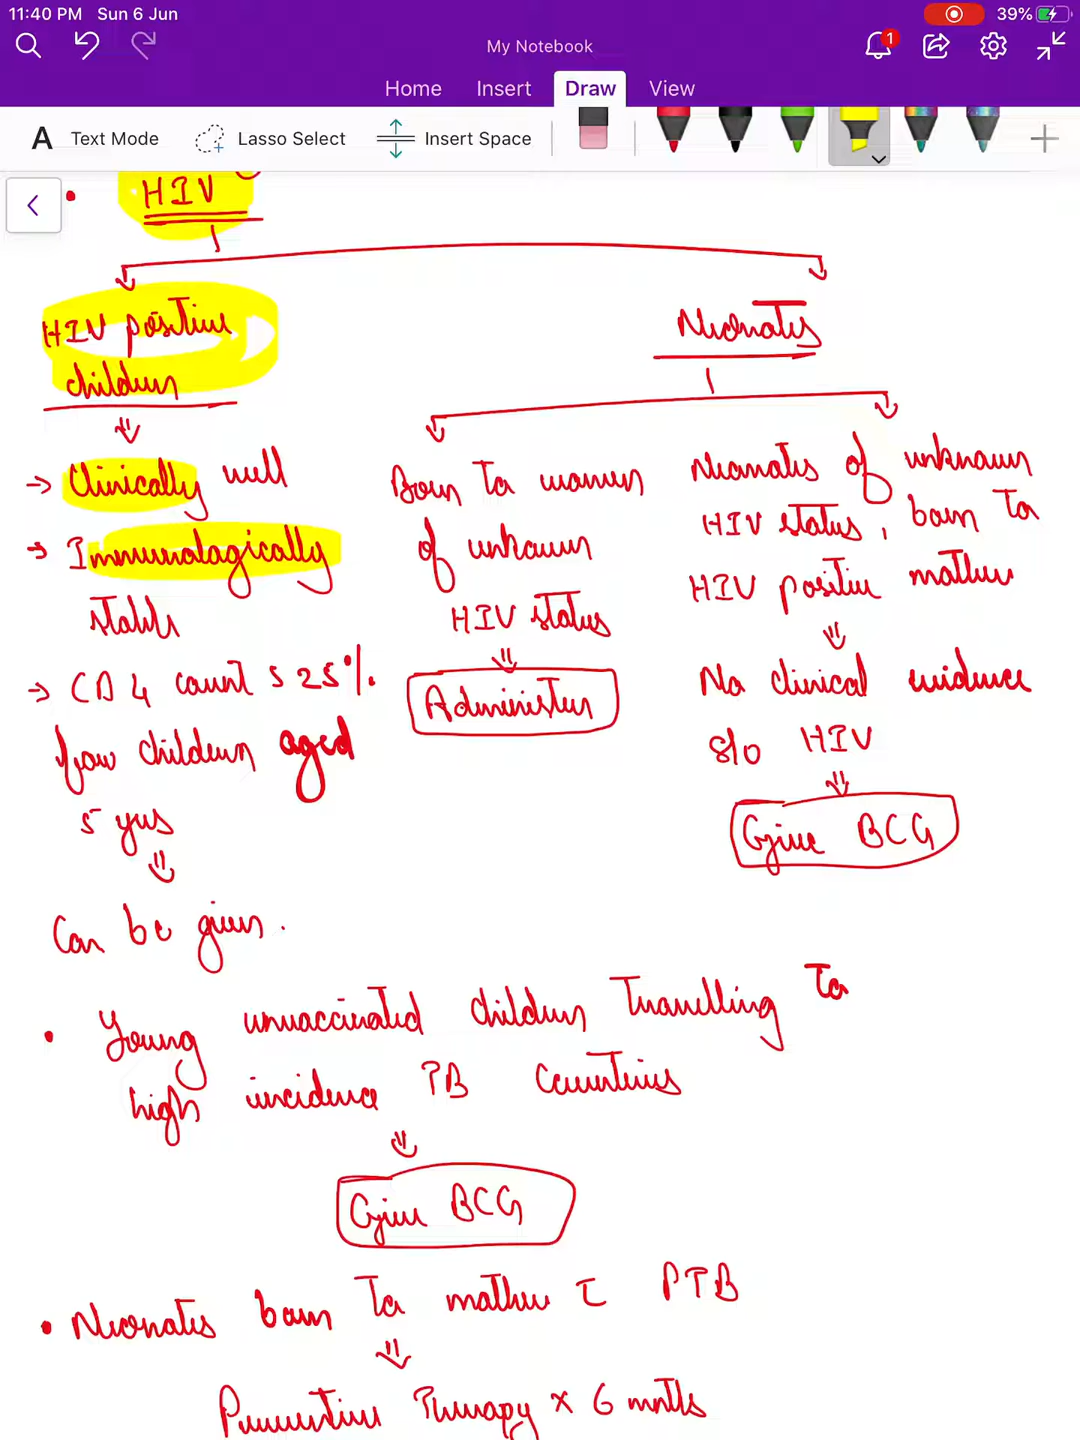 11:40 PM Sun 6 Jun
39%
My Notebook
1
Home Insert Draw View
A Text Mode Lasso Select Insert Space
• HIV
HIV positive
children
→ Clinically well
→ Immunologically
stable
→ CD4 count 25%
for children aged
5 yrs
Can be given.
Neonates
Born to women
of unknown
HIV status
Administer
Neonates of unknown
HIV status, born to
HIV positive mother
No clinical evidence
s/o HIV
Give BCG
• Young unvaccinated children travelling to
high incidence TB countries
Give BCG
• Neonates born to mother c PTB
Preventive Therapy × 6 mnths